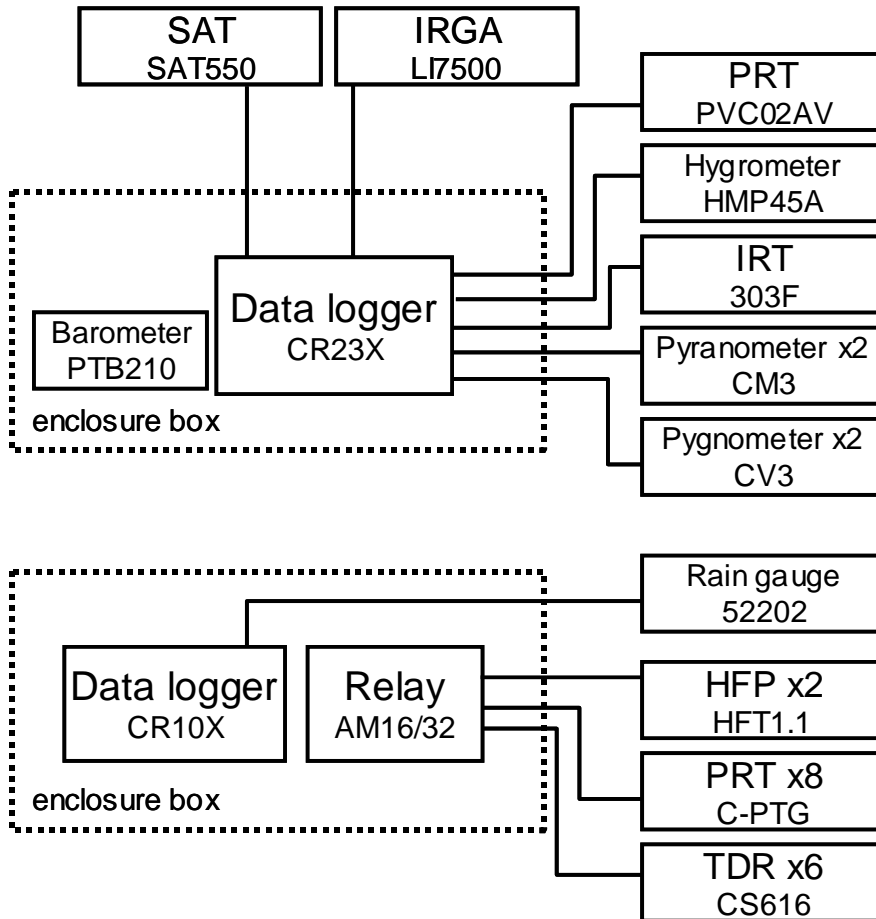 SAT
SAT550
IRGA
LI7500
PRT
PVC02AV
Hygrometer
HMP45A
IRT
303F
Pyranometer x2
CM3
Pygnometer x2
CV3
Data logger
CR23X
Barometer
PTB210
enclosure box
Rain gauge
52202
Data logger
CR10X
Relay
AM16/32
HFP x2
HFT1.1
PRT x8
C-PTG
TDR x6
CS616
enclosure box